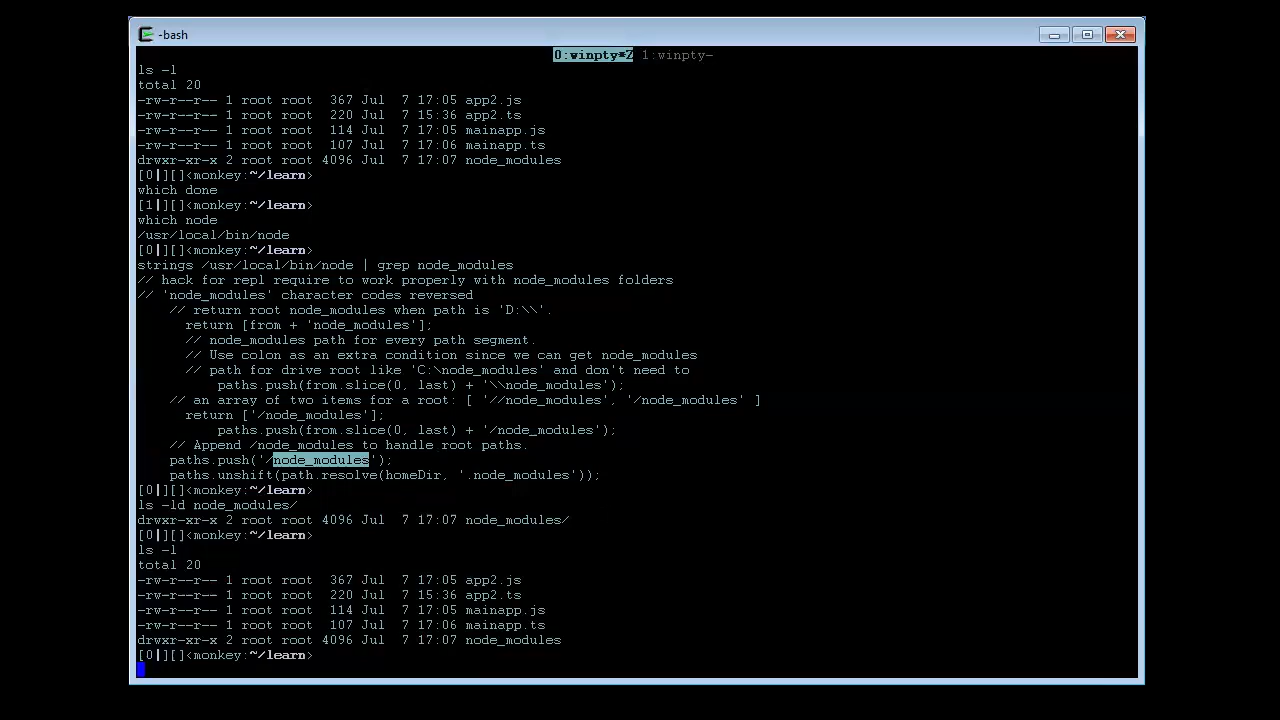 -bash
0:winpty*Z 1:winpty-
ls -l
total 20
-rw-r--r-- 1 root root  367 Jul  7 17:05 app2.js
-rw-r--r-- 1 root root  220 Jul  7 15:36 app2.ts
-rw-r--r-- 1 root root  114 Jul  7 17:05 mainapp.js
-rw-r--r-- 1 root root  107 Jul  7 17:06 mainapp.ts
drwxr-xr-x 2 root root 4096 Jul  7 17:07 node_modules
[0|][]<monkey:~/learn>
which done
[1|][]<monkey:~/learn>
which node
/usr/local/bin/node
[0|][]<monkey:~/learn>
strings /usr/local/bin/node | grep node_modules
// hack for repl require to work properly with node_modules folders
// 'node_modules' character codes reversed
    // return root node_modules when path is 'D:\\'.
      return [from + 'node_modules'];
      // node_modules path for every path segment.
      // Use colon as an extra condition since we can get node_modules
      // path for drive root like 'C:\node_modules' and don't need to
          paths.push(from.slice(0, last) + '\\node_modules');
    // an array of two items for a root: [ '//node_modules', '/node_modules' ]
      return ['/node_modules'];
          paths.push(from.slice(0, last) + '/node_modules');
    // Append /node_modules to handle root paths.
    paths.push('/node_modules');
    paths.unshift(path.resolve(homeDir, '.node_modules'));
[0|][]<monkey:~/learn>
ls -ld node_modules/
drwxr-xr-x 2 root root 4096 Jul  7 17:07 node_modules/
[0|][]<monkey:~/learn>
ls -l
total 20
-rw-r--r-- 1 root root  367 Jul  7 17:05 app2.js
-rw-r--r-- 1 root root  220 Jul  7 15:36 app2.ts
-rw-r--r-- 1 root root  114 Jul  7 17:05 mainapp.js
-rw-r--r-- 1 root root  107 Jul  7 17:06 mainapp.ts
drwxr-xr-x 2 root root 4096 Jul  7 17:07 node_modules
[0|][]<monkey:~/learn>